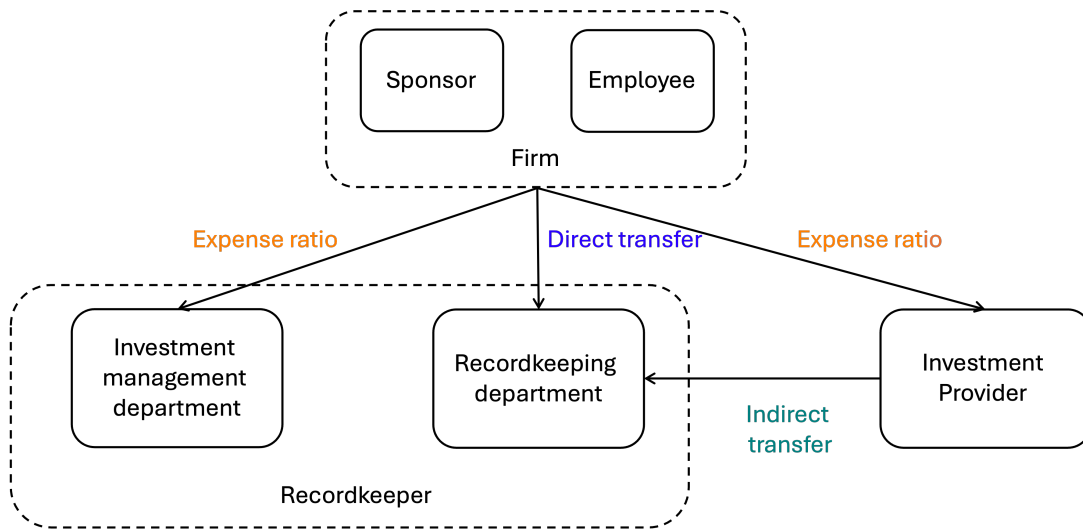 Sponsor
Employee
Firm
Expense ratio
Direct transfer
Expense ratio
Investment
management
department
Recordkeeping
department
Investment
Provider
Indirect
transfer
Recordkeeper